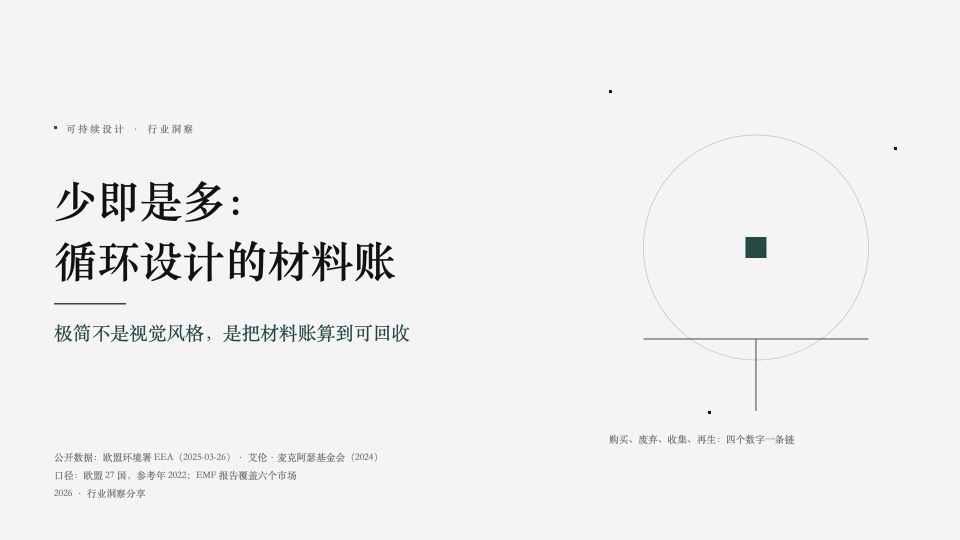 可持续设计 · 行业洞察
少即是多：
循环设计的材料账
极简不是视觉风格，是把材料账算到可回收
购买、废弃、收集、再生：四个数字一条链
公开数据：欧盟环境署 EEA（2025-03-26） · 艾伦 · 麦克阿瑟基金会（2024）
口径：欧盟 27 国，参考年 2022；EMF 报告覆盖六个市场
2026 · 行业洞察分享